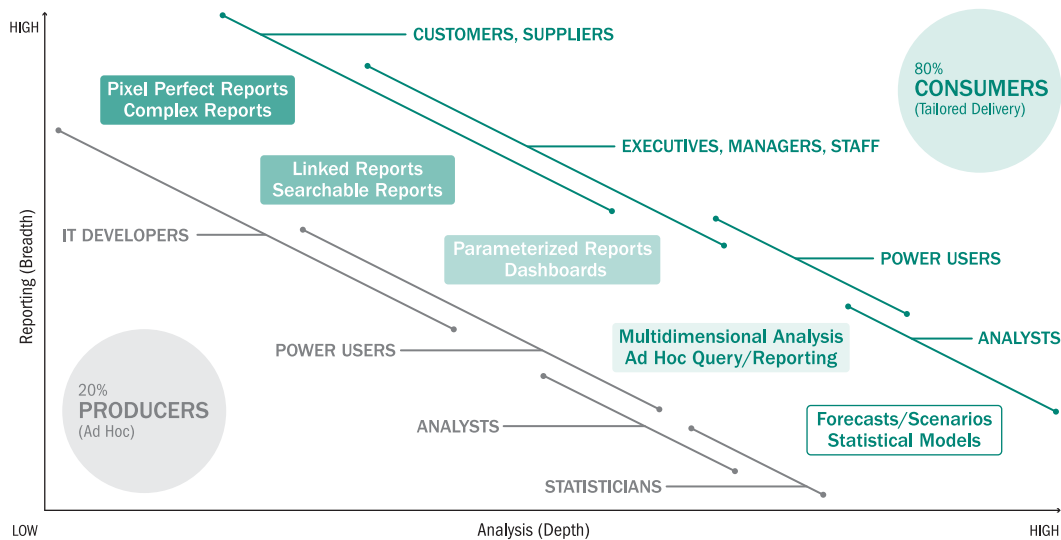 HIGH
CUSTOMERS, SUPPLIERS
80%
CONSUMERS
(Tailored Delivery)
Pixel Perfect Reports
Complex Reports
EXECUTIVES, MANAGERS, STAFF
Linked Reports
Searchable Reports
Reporting (Breadth)
IT DEVELOPERS
Parameterized Reports
Dashboards
POWER USERS
Multidimensional Analysis
Ad Hoc Query/Reporting
ANALYSTS
POWER USERS
20%
PRODUCERS
(Ad Hoc)
ANALYSTS
Forecasts/Scenarios
Statistical Models
STATISTICIANS
LOW
Analysis (Depth)
HIGH